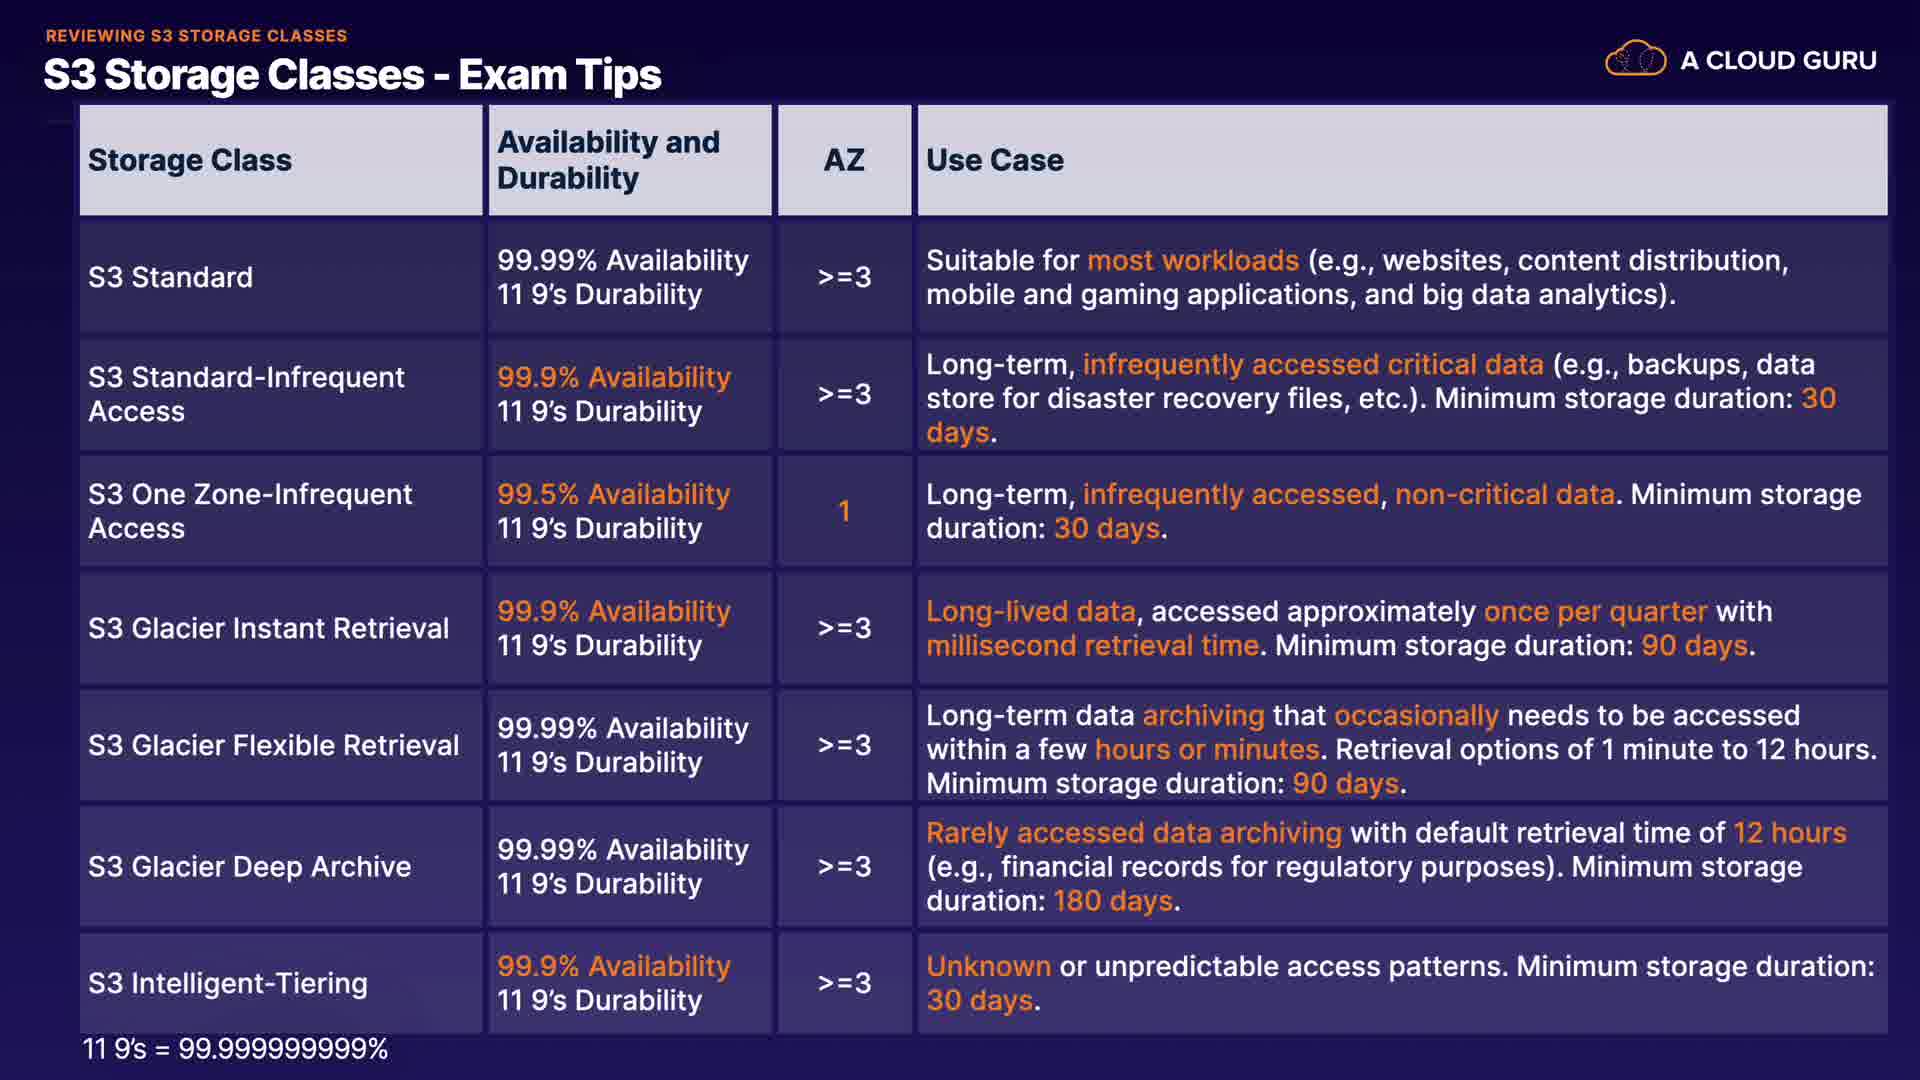 REVIEWING S3 STORAGE CLASSES
S3 Storage Classes - Exam Tips
A CLOUD GURU
Storage Class
Availability and
Durability
AZ
Use Case
S3 Standard
99.99% Availability
11 9’s Durability
>=3
Suitable for most workloads (e.g., websites, content distribution,
mobile and gaming applications, and big data analytics).
S3 Standard-Infrequent
Access
99.9% Availability
11 9’s Durability
>=3
Long-term, infrequently accessed critical data (e.g., backups, data
store for disaster recovery files, etc.). Minimum storage duration: 30
days.
S3 One Zone-Infrequent
Access
99.5% Availability
11 9’s Durability
1
Long-term, infrequently accessed, non-critical data. Minimum storage
duration: 30 days.
S3 Glacier Instant Retrieval
99.9% Availability
11 9’s Durability
>=3
Long-lived data, accessed approximately once per quarter with
millisecond retrieval time. Minimum storage duration: 90 days.
S3 Glacier Flexible Retrieval
99.99% Availability
11 9’s Durability
>=3
Long-term data archiving that occasionally needs to be accessed
within a few hours or minutes. Retrieval options of 1 minute to 12 hours.
Minimum storage duration: 90 days.
S3 Glacier Deep Archive
99.99% Availability
11 9’s Durability
>=3
Rarely accessed data archiving with default retrieval time of 12 hours
(e.g., financial records for regulatory purposes). Minimum storage
duration: 180 days.
S3 Intelligent-Tiering
99.9% Availability
11 9’s Durability
>=3
Unknown or unpredictable access patterns. Minimum storage duration:
30 days.
11 9’s = 99.999999999%